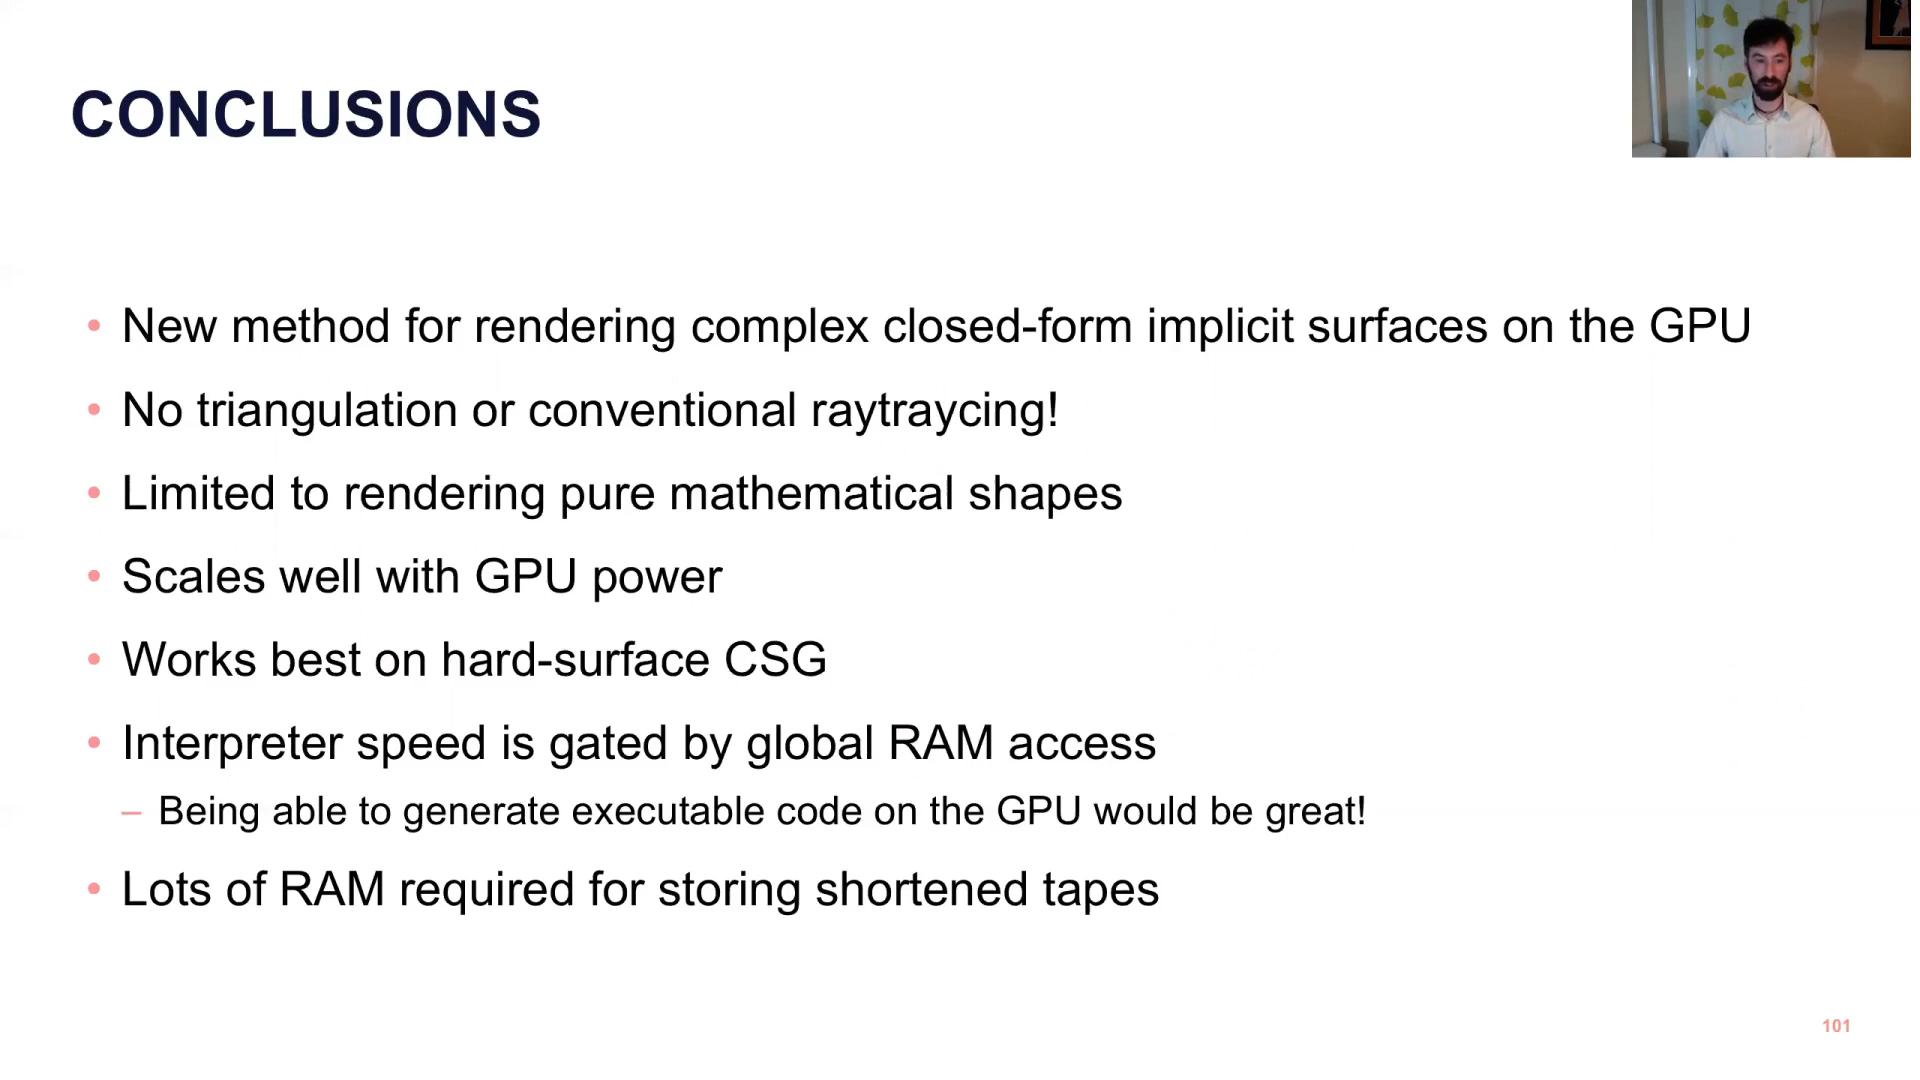 CONCLUSIONS
• New method for rendering complex closed-form implicit surfaces on the GPU
• No triangulation or conventional raytraycing!
• Limited to rendering pure mathematical shapes
• Scales well with GPU power
• Works best on hard-surface CSG
• Interpreter speed is gated by global RAM access
– Being able to generate executable code on the GPU would be great!
• Lots of RAM required for storing shortened tapes
101